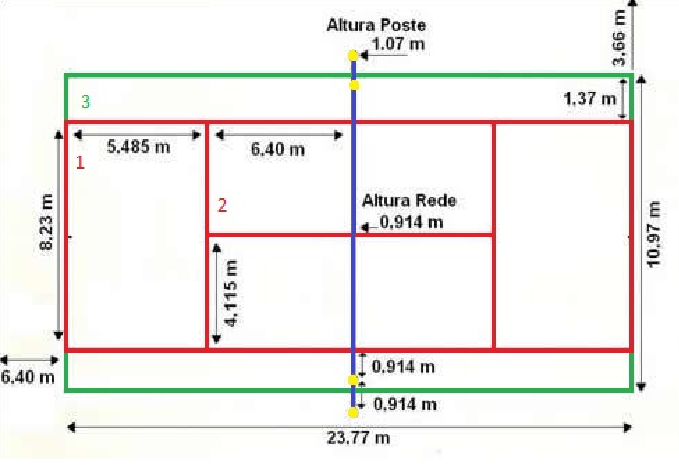 Altura Poste
1.07 m
3,66 m
3
1,37 m
5,485 m
6.40 m
1
2
Altura Rede
0,914 m
8,23 m
10,97 m
4,115 m
0,914 m
6,40 m
0,914 m
23,77 m